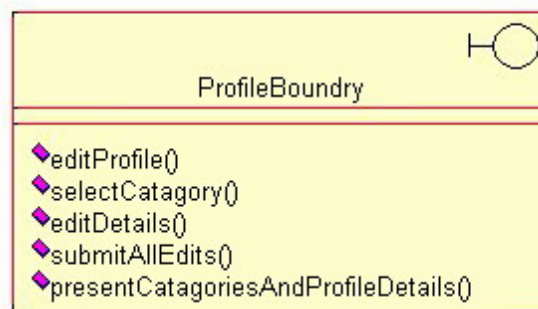 ProfileBoundry
editProfile()
selectCatagory()
editDetails()
submitAllEdits()
presentCatagoriesAndProfileDetails()